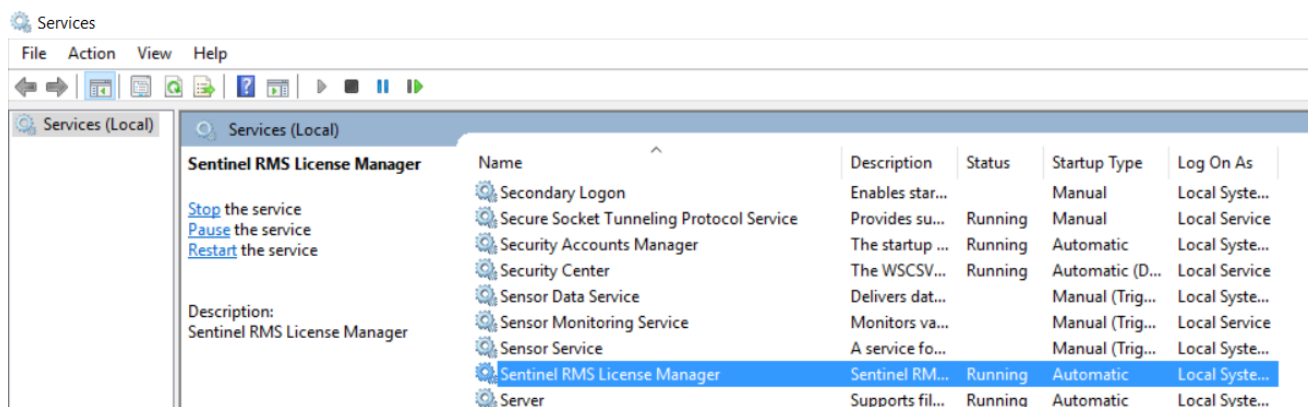 Services
File Action View Help
Services (Local)
Services (Local)
Sentinel RMS License Manager
Stop the service
Pause the service
Restart the service
Description:
Sentinel RMS License Manager
Name Description Status Startup Type Log On As
Secondary Logon Enables star... Manual Local Syste...
Secure Socket Tunneling Protocol Service Provides su... Running Manual Local Service
Security Accounts Manager The startup ... Running Automatic Local Syste...
Security Center The WSCSV... Running Automatic (D... Local Service
Sensor Data Service Delivers dat... Manual (Trig... Local Syste...
Sensor Monitoring Service Monitors va... Manual (Trig... Local Service
Sensor Service A service fo... Manual (Trig... Local Syste...
Sentinel RMS License Manager Sentinel RM... Running Automatic Local Syste...
Server Supports fil... Running Automatic Local Syste...